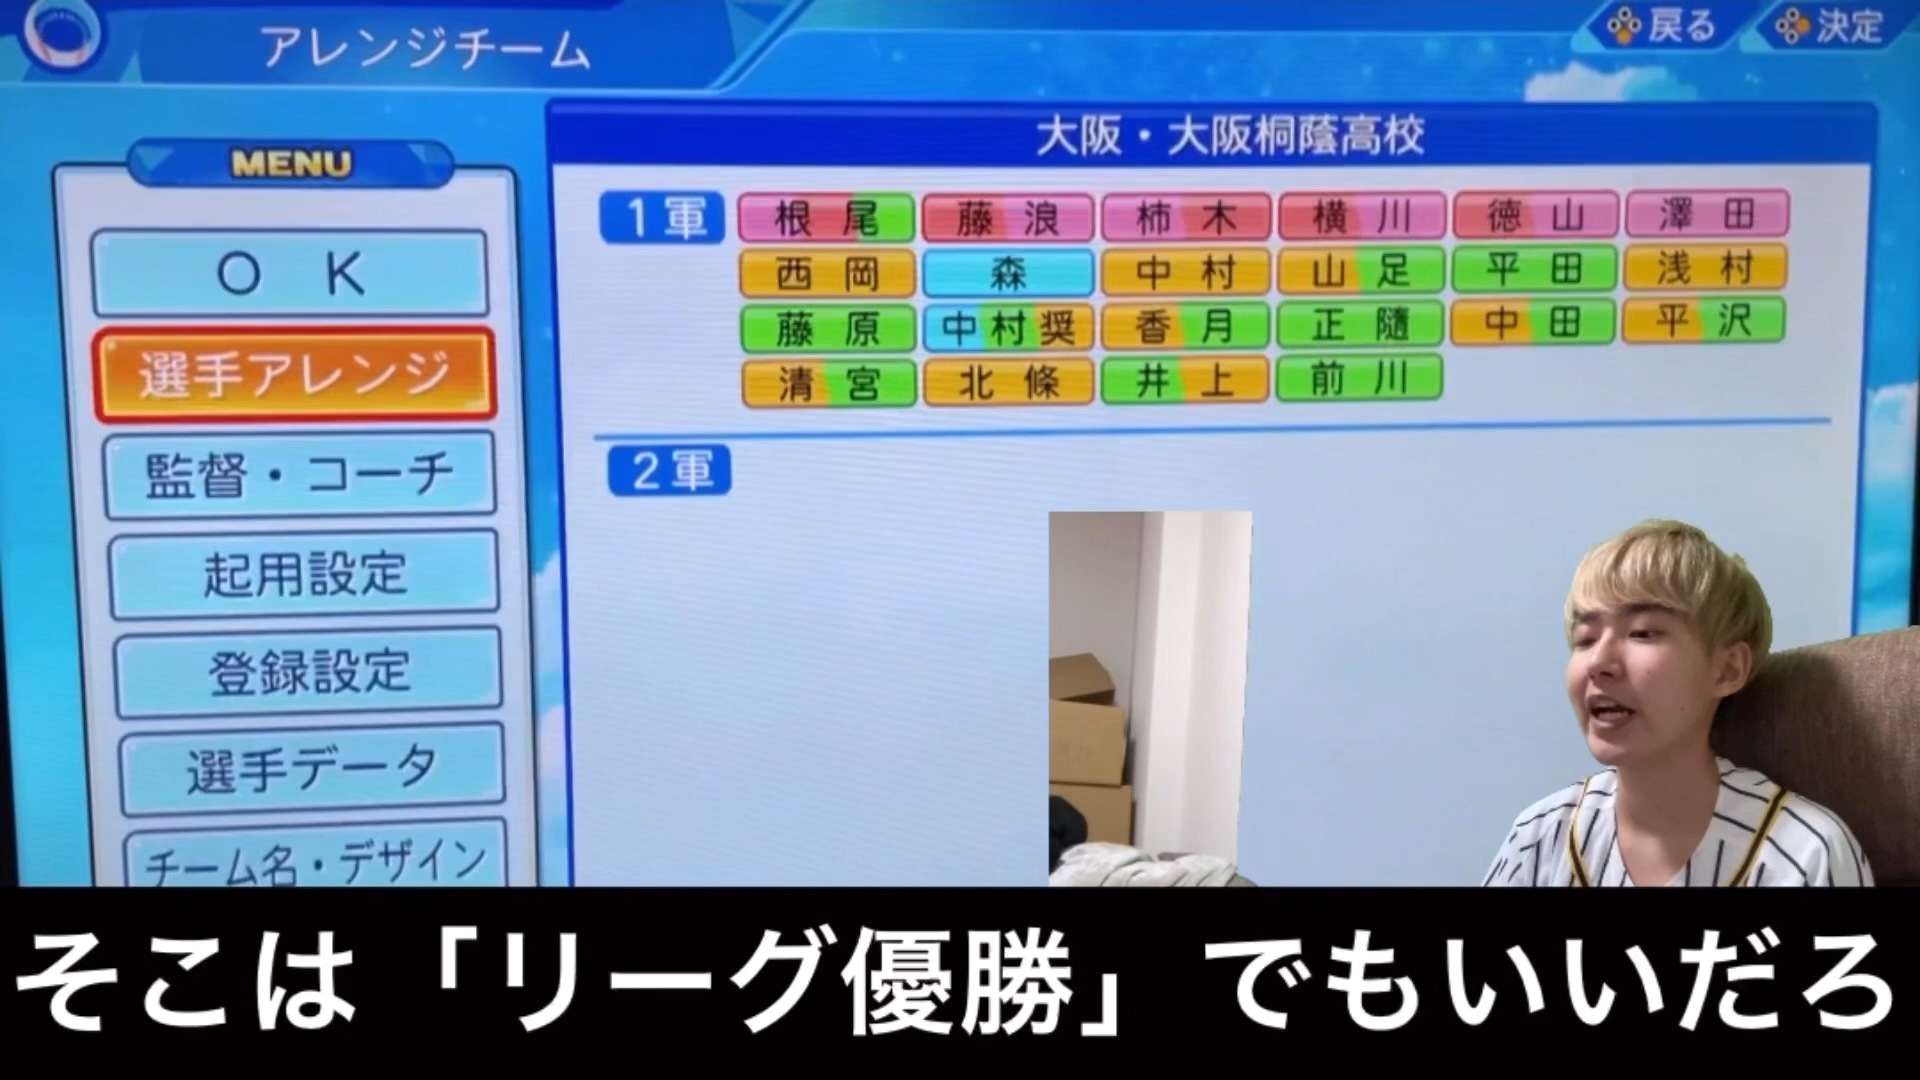 アレンジチーム
戻る
決定
MENU
OK
選手アレンジ
監督・コーチ
起用設定
登録設定
選手データ
チーム名・デザイン
大阪・大阪桐蔭高校
1軍
根尾 藤浪 柿木 横川 徳山 澤田
西岡 森 中村 山足 平田 浅村
藤原 中村奨 香月 正隨 中田 平沢
清宮 北條 井上 前川
2軍
そこは「リーグ優勝」でもいいだろ